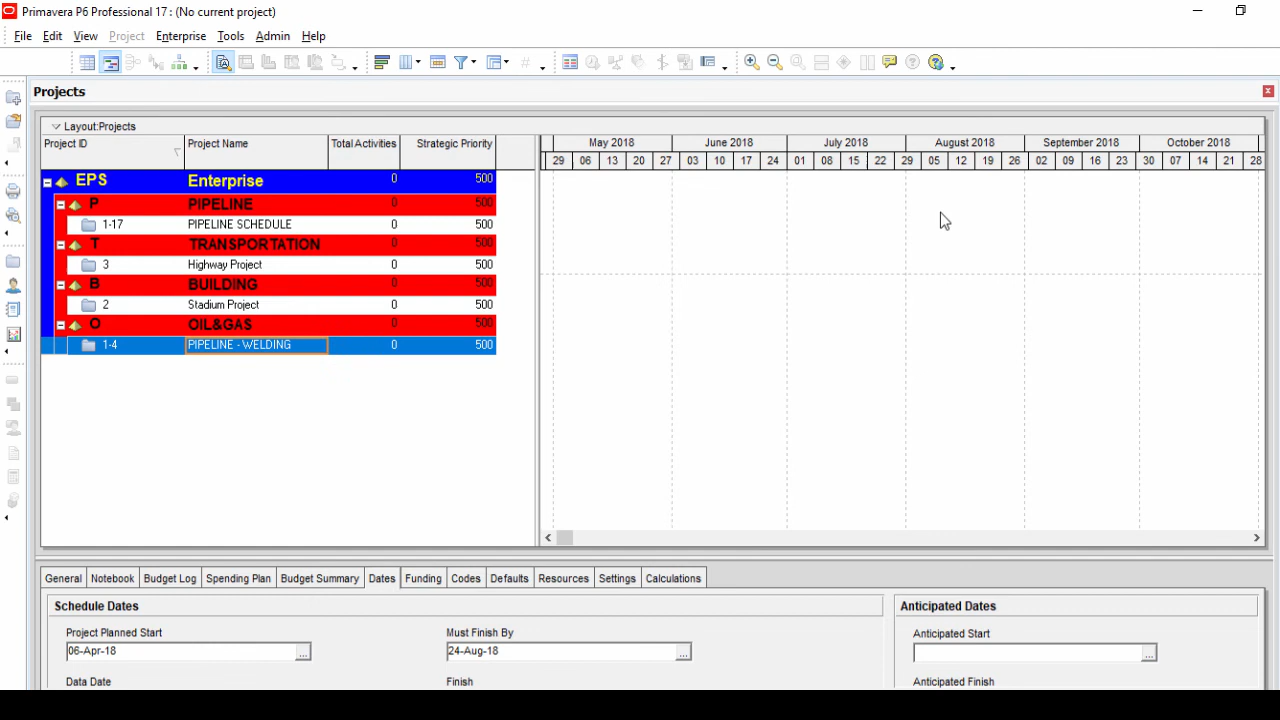 Primavera P6 Professional 17 : (No current project)
File Edit View Project Enterprise Tools Admin Help
Projects
Layout:Projects
Project ID Project Name Total Activities Strategic Priority
May 2018 June 2018 July 2018 August 2018 September 2018 October 2018
29 06 13 20 27 03 10 17 24 01 08 15 22 29 05 12 19 26 02 09 16 23 30 07 14 21 28
EPS Enterprise 0 500
P PIPELINE 0 500
1-17 PIPELINE SCHEDULE 0 500
T TRANSPORTATION 0 500
3 Highway Project 0 500
B BUILDING 0 500
2 Stadium Project 0 500
O OIL&GAS 0 500
1-4 PIPELINE - WELDING 0 500
General Notebook Budget Log Spending Plan Budget Summary Dates Funding Codes Defaults Resources Settings Calculations
Schedule Dates Anticipated Dates
Project Planned Start Must Finish By Anticipated Start
06-Apr-18 ... 24-Aug-18 ... ...
Data Date Finish Anticipated Finish